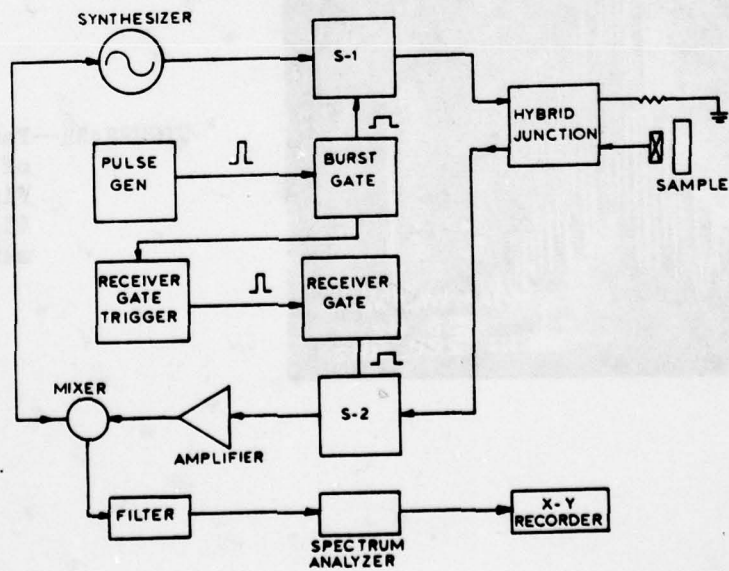 SYNTHESIZER
S-1
HYBRID
JUNCTION
PULSE
GEN
BURST
GATE
SAMPLE
RECEIVER
GATE
TRIGGER
RECEIVER
GATE
MIXER
S-2
AMPLIFIER
FILTER
SPECTRUM
ANALYZER
X-Y
RECORDER